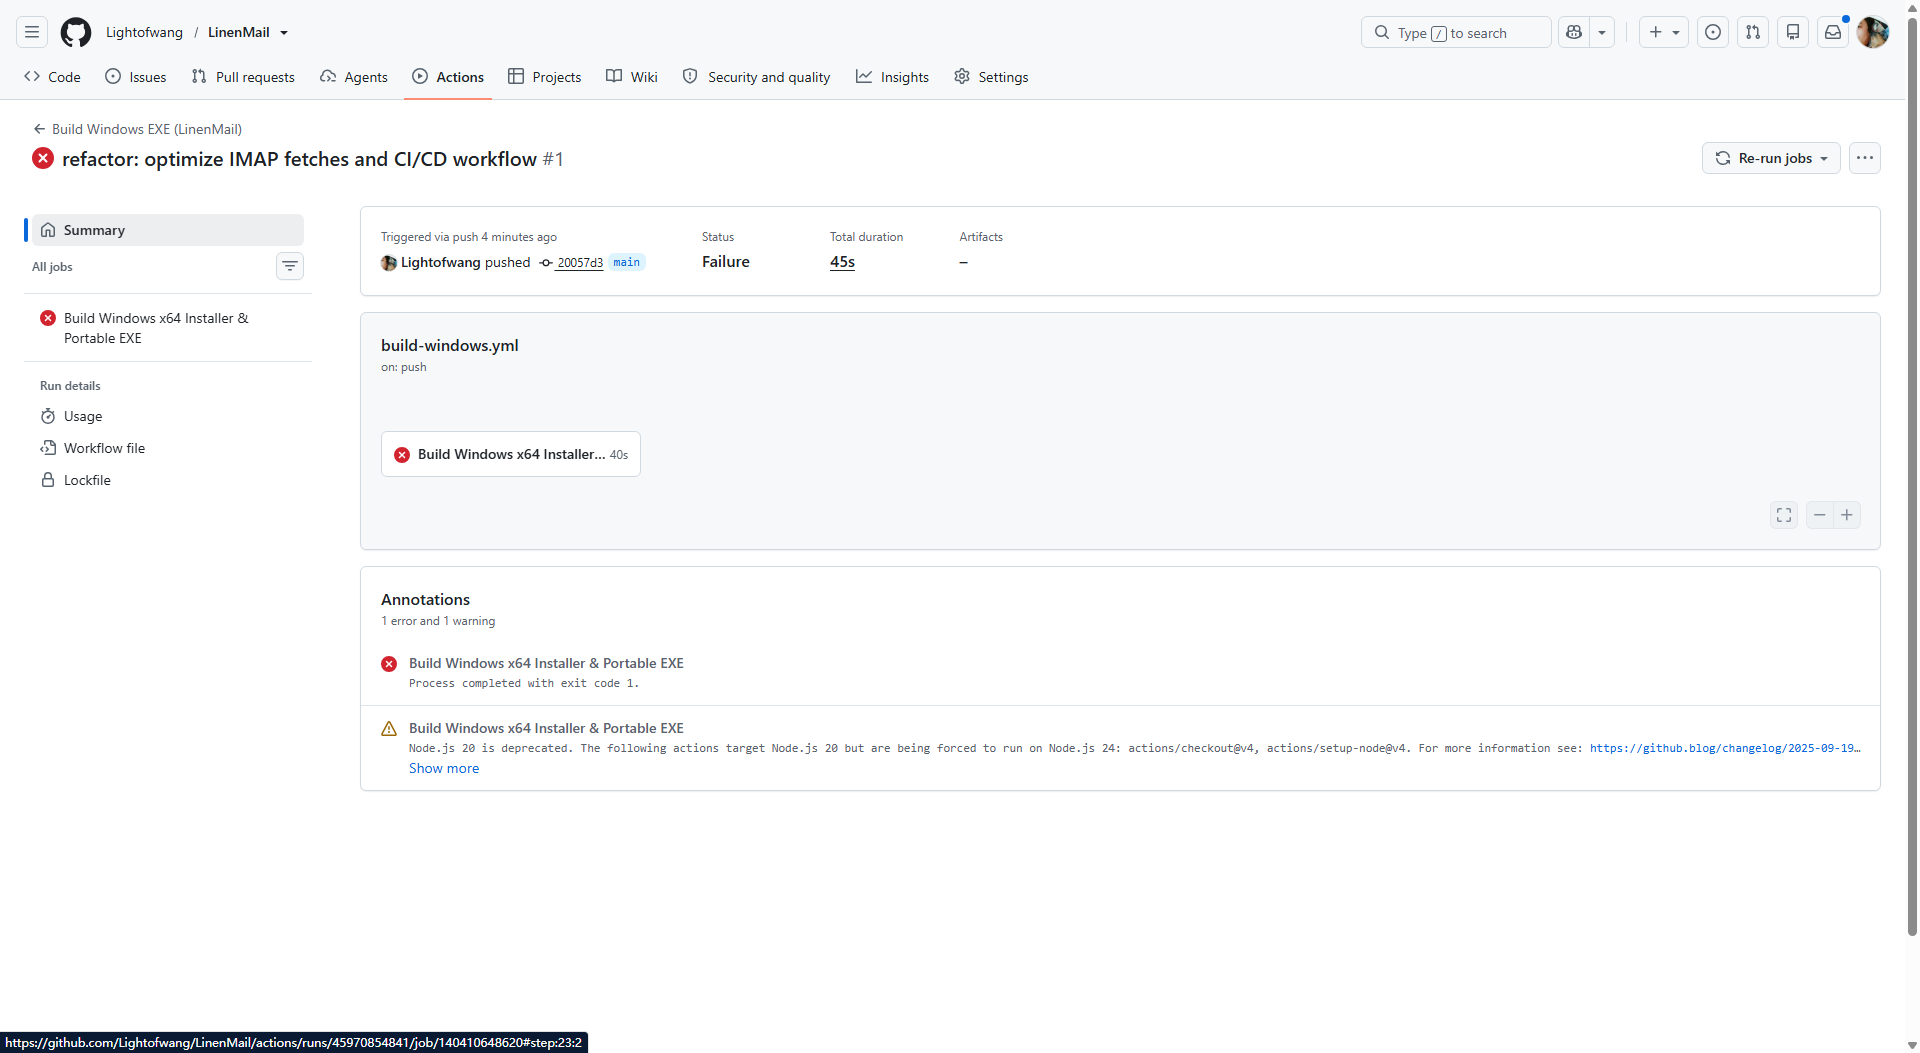 Lightofwang / LinenMail
Type / to search
Code
Issues
Pull requests
Agents
Actions
Projects
Wiki
Security and quality
Insights
Settings
Build Windows EXE (LinenMail)
refactor: optimize IMAP fetches and CI/CD workflow #1
Re-run jobs
Summary
All jobs
Build Windows x64 Installer &
Portable EXE
Run details
Usage
Workflow file
Lockfile
Triggered via push 4 minutes ago
Lightofwang pushed 20057d3 main
Status
Failure
Total duration
45s
Artifacts
–
build-windows.yml
on: push
Build Windows x64 Installer... 40s
Annotations
1 error and 1 warning
Build Windows x64 Installer & Portable EXE
Process completed with exit code 1.
Build Windows x64 Installer & Portable EXE
Node.js 20 is deprecated. The following actions target Node.js 20 but are being forced to run on Node.js 24: actions/checkout@v4, actions/setup-node@v4. For more information see: https://github.blog/changelog/2025-09-19…
Show more
https://github.com/Lightofwang/LinenMail/actions/runs/45970854841/job/140410648620#step:23:2